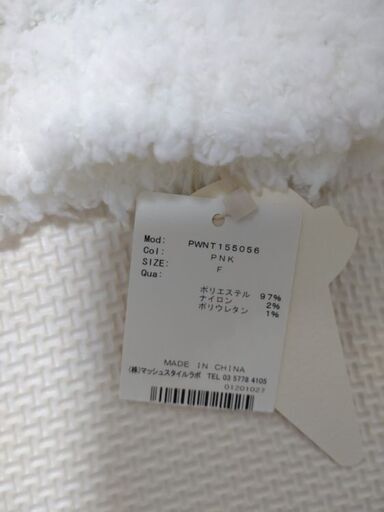 Mod: PWNT155056
Col: PNK
SIZE: F
Qua:
ポリエステル 97%
ナイロン 2%
ポリウレタン 1%
MADE IN CHINA
(株)マッシュスタイルラボ TEL 03 5778 4105
01201027